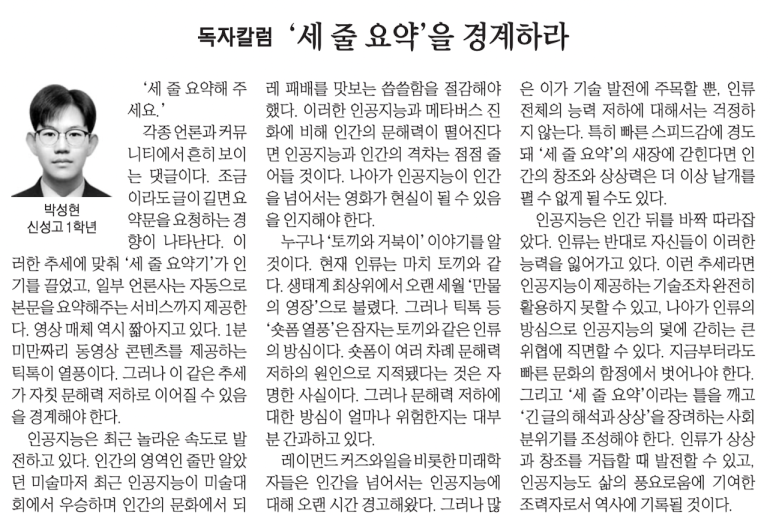 독자칼럼 ‘세 줄 요약’을 경계하라
박성현
신성고 1학년
‘세 줄 요약해 주
세요.’
각종 언론과 커뮤
니티에서 흔히 보이
는 댓글이다. 조금
이라도 글이 길면 요
약문을 요청하는 경
향이 나타난다. 이
러한 추세에 맞춰 ‘세 줄 요약기’가 인
기를 끌었고, 일부 언론사는 자동으로
본문을 요약해주는 서비스까지 제공한
다. 영상 매체 역시 짧아지고 있다. 1분
미만짜리 동영상 콘텐츠를 제공하는
틱톡이 열풍이다. 그러나 이 같은 추세
가 자칫 문해력 저하로 이어질 수 있음
을 경계해야 한다.
인공지능은 최근 놀라운 속도로 발
전하고 있다. 인간의 영역인 줄만 알았
던 미술마저 최근 인공지능이 미술대
회에서 우승하며 인간의 문화에서 되
레 패배를 맛보는 씁쓸함을 절감해야
했다. 이러한 인공지능과 메타버스 진
화에 비해 인간의 문해력이 떨어진다
면 인공지능과 인간의 격차는 점점 줄
어들 것이다. 나아가 인공지능이 인간
을 넘어서는 영화가 현실이 될 수 있음
을 인지해야 한다.
누구나 ‘토끼와 거북이’ 이야기를 알
것이다. 현재 인류는 마치 토끼와 같
다. 생태계 최상위에서 오랜 세월 ‘만물
의 영장’으로 불렸다. 그러나 틱톡 등
‘숏폼 열풍’은 잠자는 토끼와 같은 인류
의 방심이다. 숏폼이 여러 차례 문해력
저하의 원인으로 지적됐다는 것은 자
명한 사실이다. 그러나 문해력 저하에
대한 방심이 얼마나 위험한지는 대부
분 간과하고 있다.
레이먼드 커즈와일을 비롯한 미래학
자들은 인간을 넘어서는 인공지능에
대해 오랜 시간 경고해왔다. 그러나 많
은 이가 기술 발전에 주목할 뿐, 인류
전체의 능력 저하에 대해서는 걱정하
지 않는다. 특히 빠른 스피드감에 경도
돼 ‘세 줄 요약’의 새장에 갇힌다면 인
간의 창조와 상상력은 더 이상 날개를
펼 수 없게 될 수도 있다.
인공지능은 인간 뒤를 바짝 따라잡
았다. 인류는 반대로 자신들이 이러한
능력을 잃어가고 있다. 이런 추세라면
인공지능이 제공하는 기술조차 완전히
활용하지 못할 수 있고, 나아가 인류의
방심으로 인공지능의 덫에 갇히는 큰
위협에 직면할 수 있다. 지금부터라도
빠른 문화의 함정에서 벗어나야 한다.
그리고 ‘세 줄 요약’이라는 틀을 깨고
‘긴 글의 해석과 상상’을 장려하는 사회
분위기를 조성해야 한다. 인류가 상상
과 창조를 거듭할 때 발전할 수 있고,
인공지능도 삶의 풍요로움에 기여한
조력자로서 역사에 기록될 것이다.